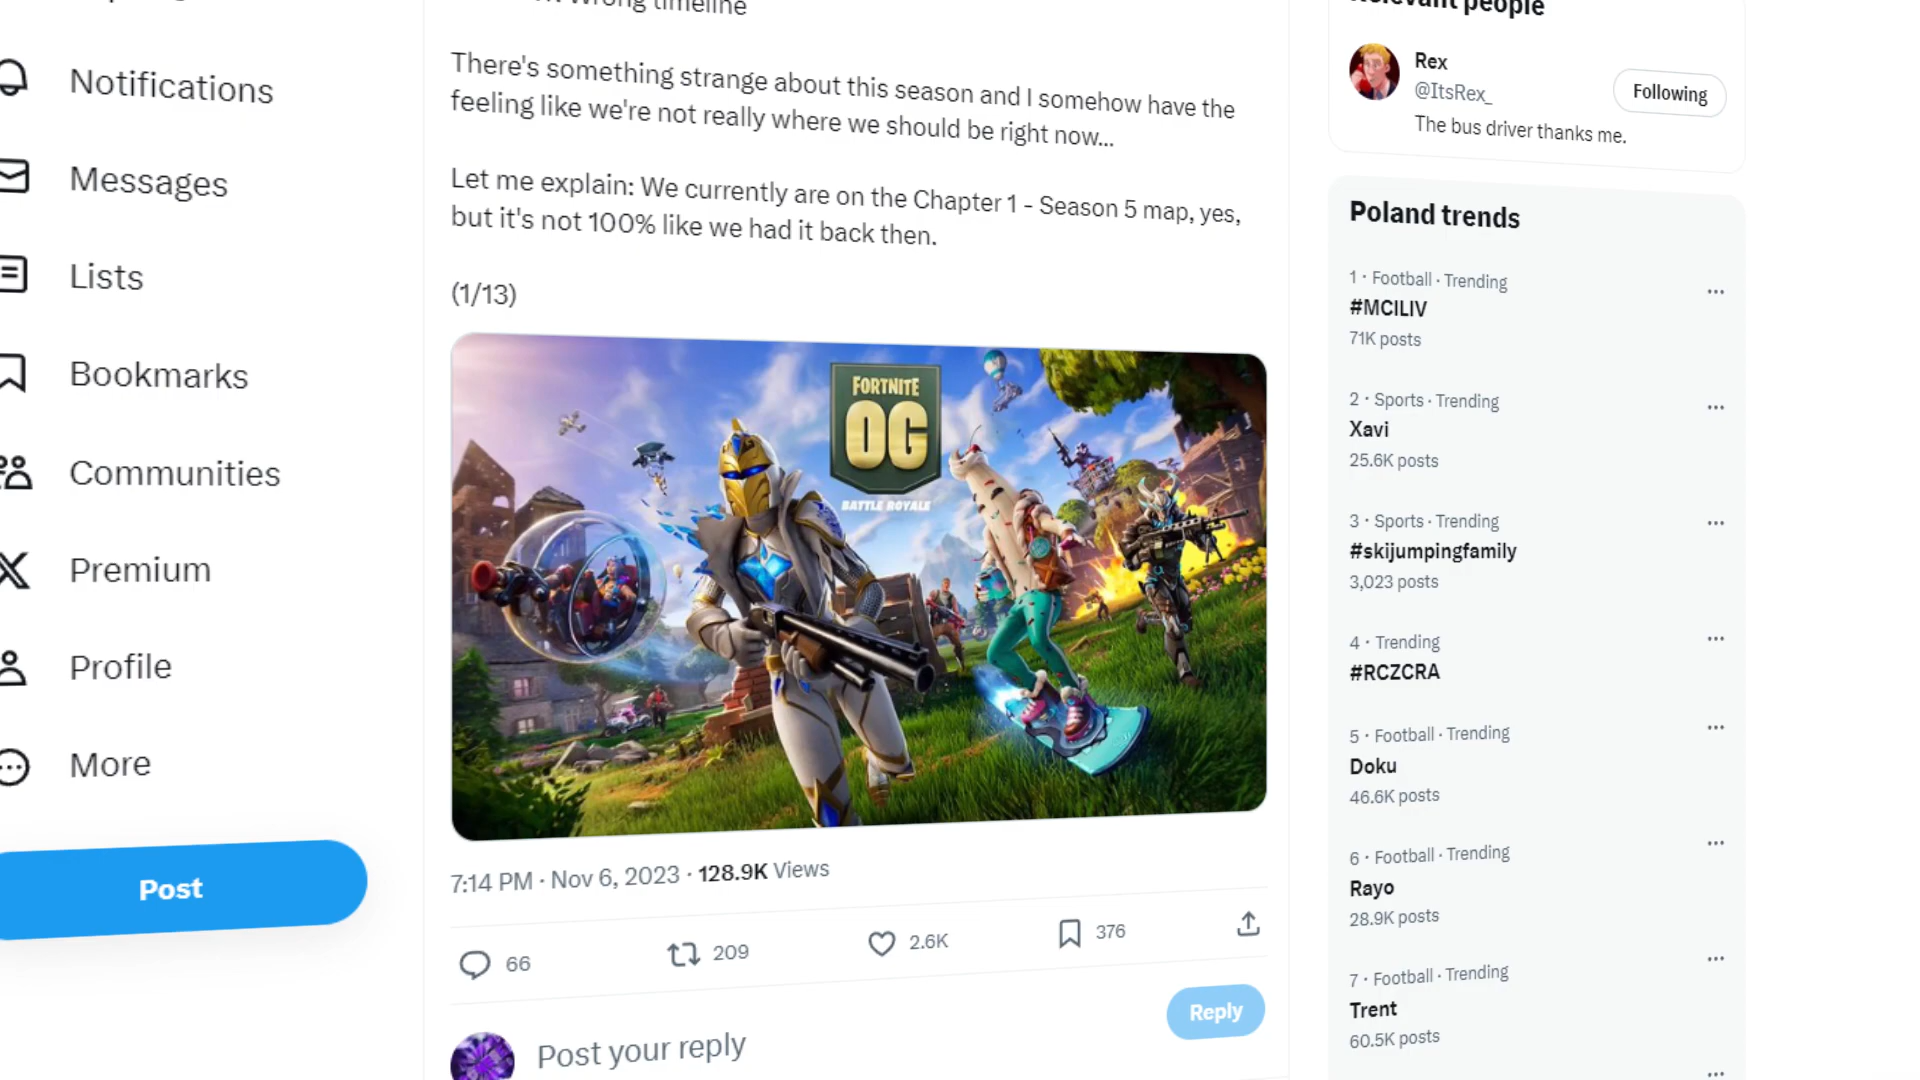 Notifications
Messages
Lists
Bookmarks
Communities
Premium
Profile
More
Post
timeline
There's something strange about this season and I somehow have the
feeling like we're not really where we should be right now...
Let me explain: We currently are on the Chapter 1 - Season 5 map, yes,
but it's not 100% like we had it back then.
(1/13)
FORTNITE
OG
BATTLE ROYALE
7:14 PM · Nov 6, 2023 · 128.9K Views
66
209
2.6K
376
Post your reply
Reply
Relevant people
Rex
@ItsRex_
Following
The bus driver thanks me.
Poland trends
1 · Football · Trending
#MCILIV
71K posts
2 · Sports · Trending
Xavi
25.6K posts
3 · Sports · Trending
#skijumpingfamily
3,023 posts
4 · Trending
#RCZCRA
5 · Football · Trending
Doku
46.6K posts
6 · Football · Trending
Rayo
28.9K posts
7 · Football · Trending
Trent
60.5K posts